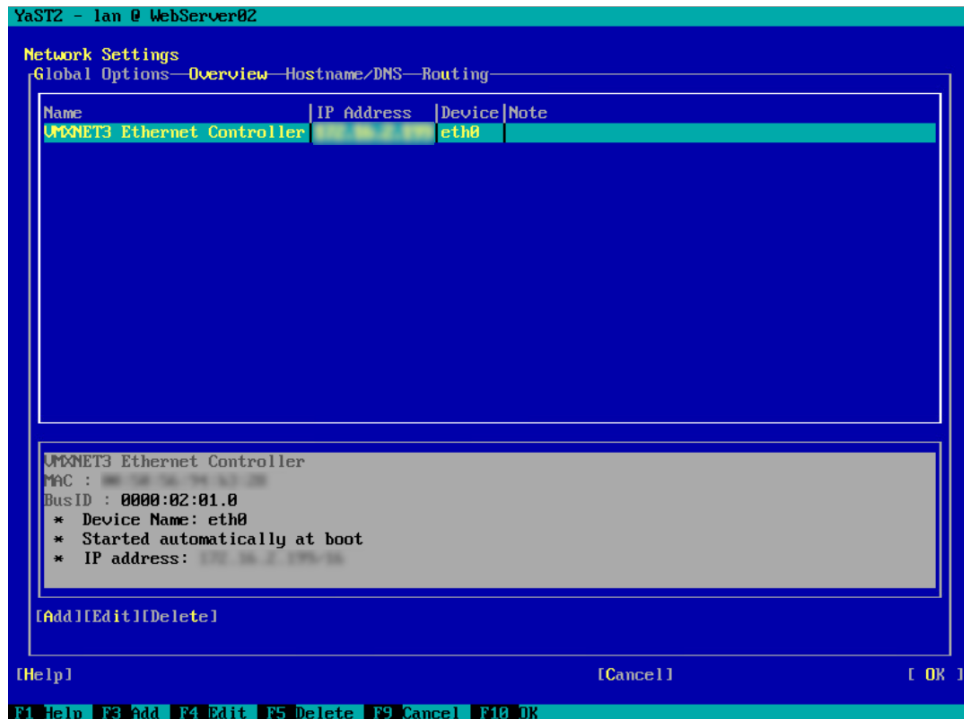 YaST2 - lan @ WebServer02
Network Settings
Global Options Overview Hostname/DNS Routing
Name |IP Address |Device|Note
VMXNET3 Ethernet Controller eth0
VMXNET3 Ethernet Controller
MAC :
BusID : 0000:02:01.0
* Device Name: eth0
* Started automatically at boot
* IP address:
[Add][Edit][Delete]
[Help] [Cancel] [ OK ]
F1 Help F3 Add F4 Edit F5 Delete F9 Cancel F10 OK